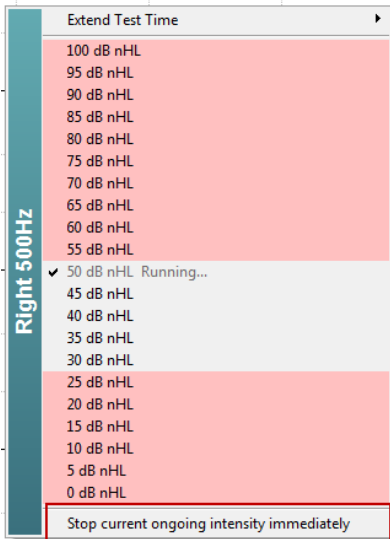 Extend Test Time
100 dB nHL
95 dB nHL
90 dB nHL
85 dB nHL
80 dB nHL
75 dB nHL
70 dB nHL
65 dB nHL
60 dB nHL
55 dB nHL
50 dB nHL Running...
45 dB nHL
40 dB nHL
35 dB nHL
30 dB nHL
25 dB nHL
20 dB nHL
15 dB nHL
10 dB nHL
5 dB nHL
0 dB nHL
Stop current ongoing intensity immediately
Right 500Hz